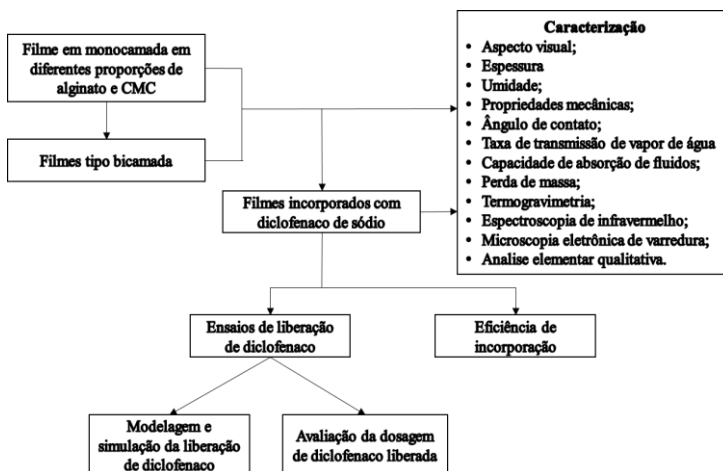 Filme em monocamada em
diferentes proporções de
alginato e CMC
Filmes tipo bicamada
Caracterização
• Aspecto visual;
• Espessura
• Umidade;
• Propriedades mecânicas;
• Ângulo de contato;
• Taxa de transmissão de vapor de água
• Capacidade de absorção de fluidos;
• Perda de massa;
• Termogravimetria;
• Espectroscopia de infravermelho;
• Microscopia eletrônica de varredura;
• Analise elementar qualitativa.
Filmes incorporados com
diclofenaco de sódio
Ensaios de liberação
de diclofenaco
Eficiência de
incorporação
Modelagem e
simulação da liberação
de diclofenaco
Avaliação da dosagem
de diclofenaco liberada